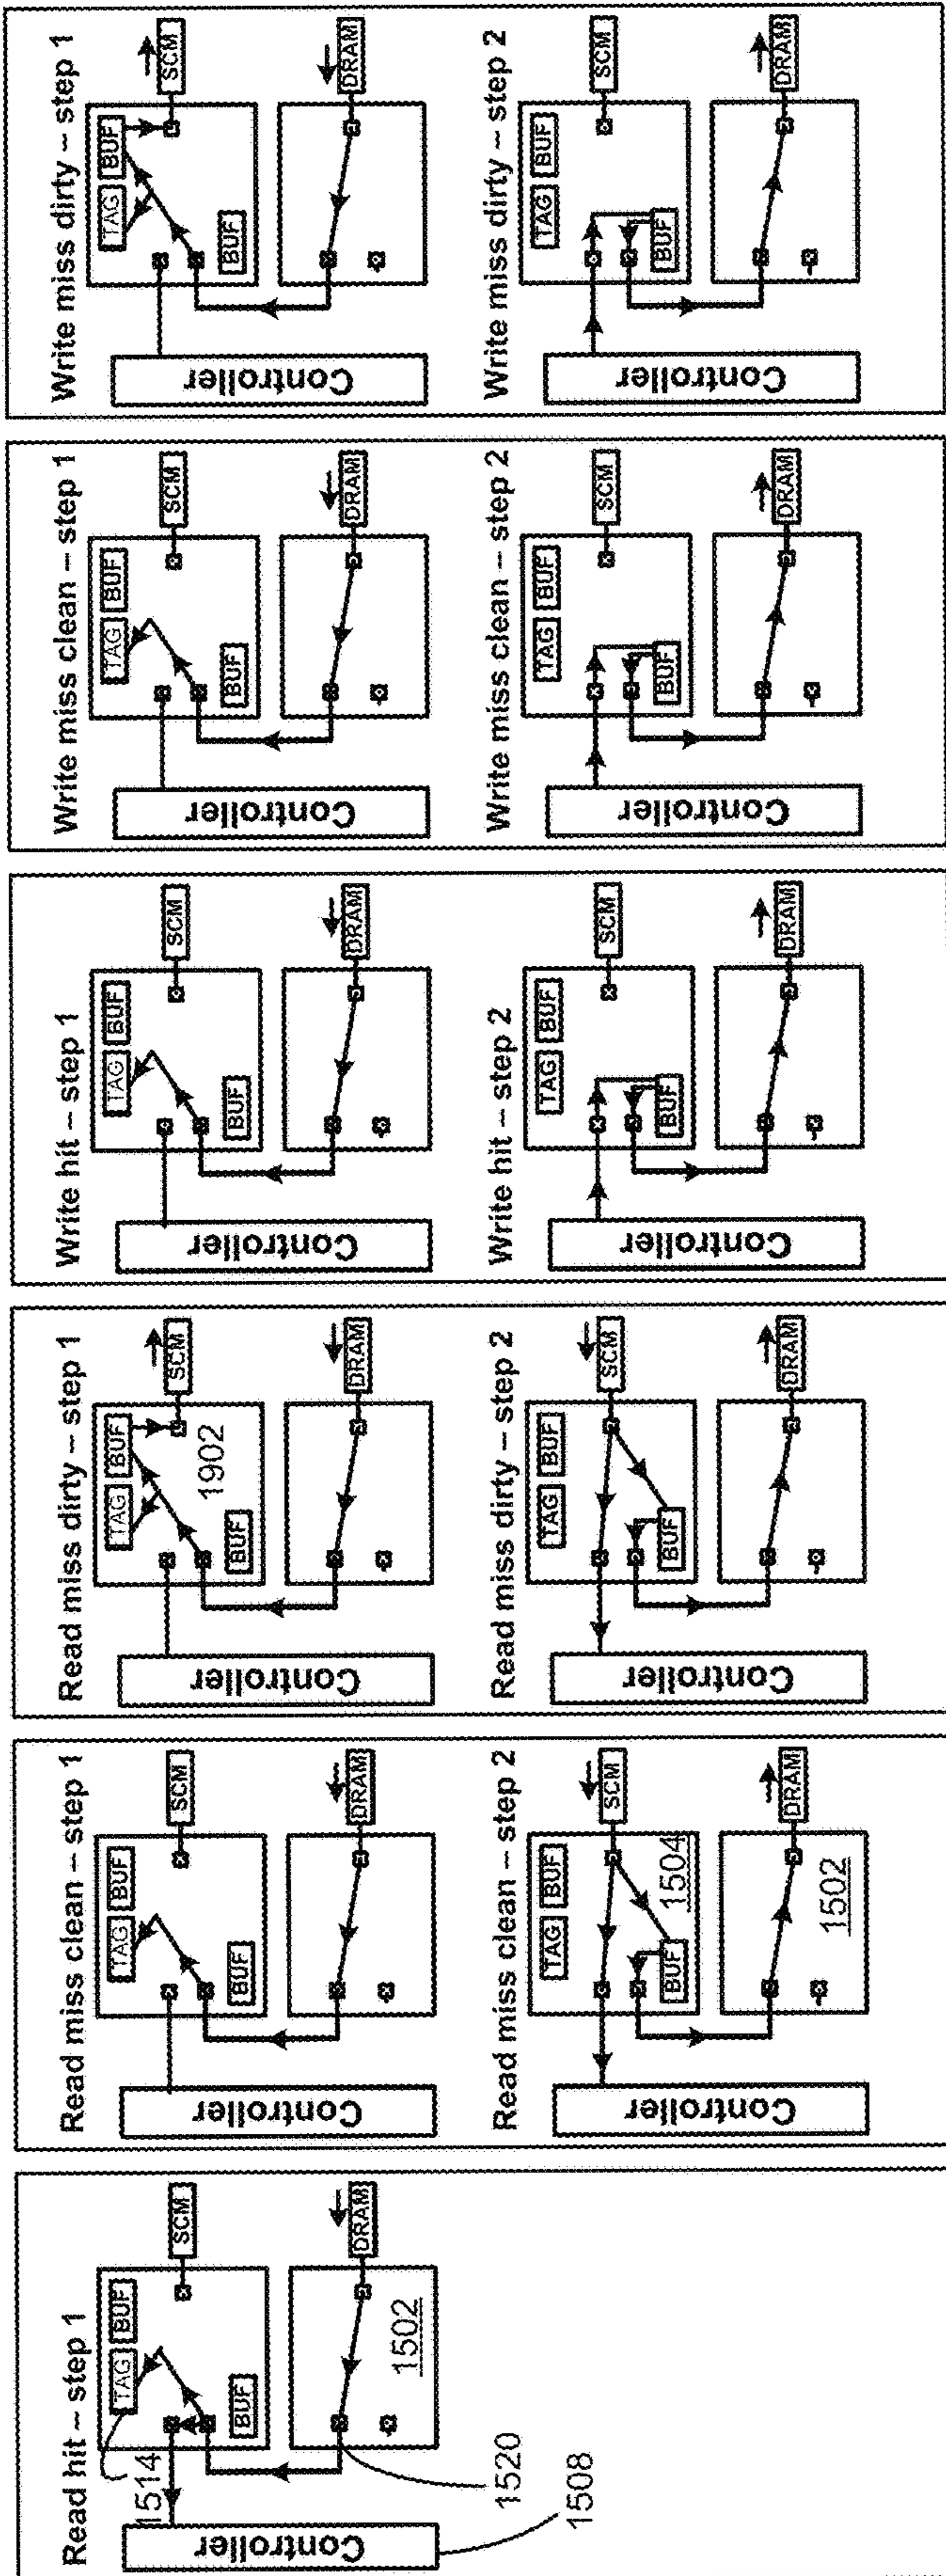 Read hit – step 1
TAG BUF
SCM
1514
BUF
Controller
DRAM
1502
1520
1508
Read miss clean – step 1
TAG BUF
SCM
BUF
Controller
DRAM
Read miss clean – step 2
TAG BUF
SCM
BUF
1504
Controller
DRAM
1502
Read miss dirty – step 1
TAG BUF
SCM
1902
BUF
Controller
DRAM
Read miss dirty – step 2
TAG BUF
SCM
BUF
Controller
DRAM
Write hit – step 1
TAG BUF
SCM
BUF
Controller
DRAM
Write hit – step 2
TAG BUF
SCM
BUF
Controller
DRAM
Write miss clean – step 1
TAG BUF
SCM
BUF
Controller
DRAM
Write miss clean – step 2
TAG BUF
SCM
BUF
Controller
DRAM
Write miss dirty – step 1
TAG BUF
SCM
BUF
Controller
DRAM
Write miss dirty – step 2
TAG BUF
SCM
BUF
Controller
DRAM